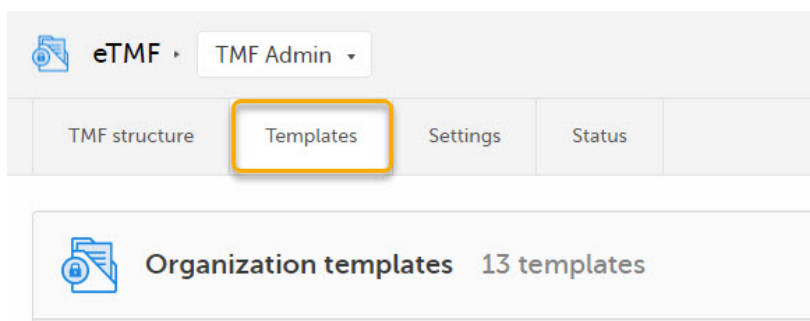 eTMF TMF Admin
TMF structure Templates Settings Status
Organization templates 13 templates